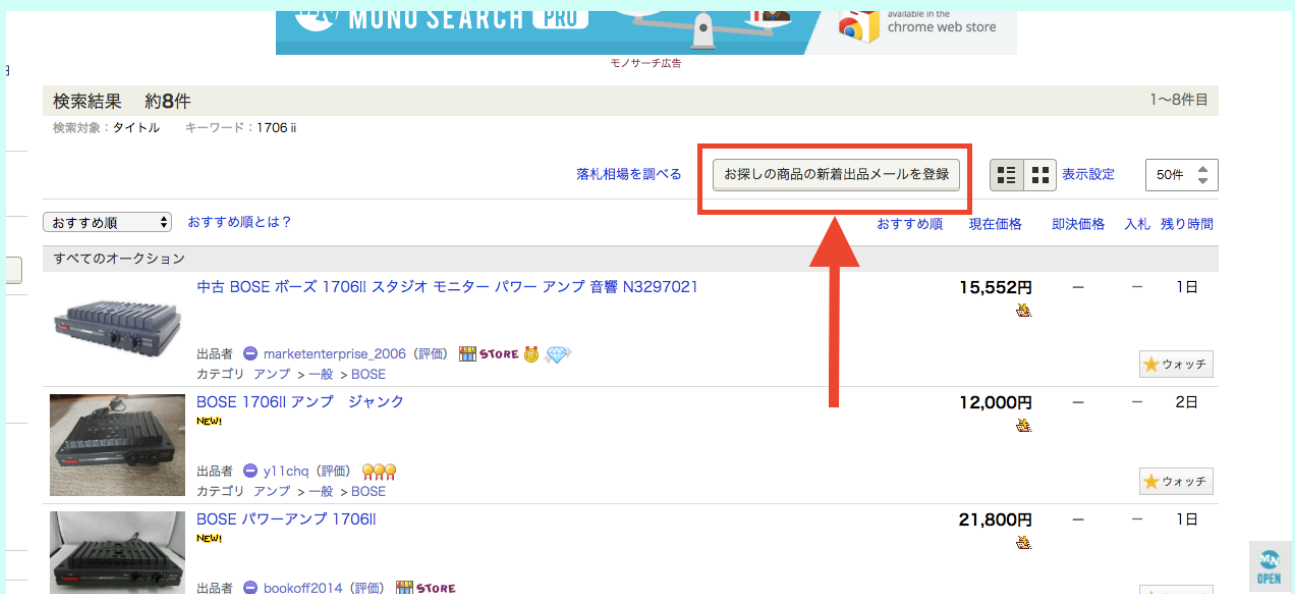 MONO SEARCH PRO
available in the
chrome web store
モノサーチ広告
検索結果 約8件 1〜8件目
検索対象：タイトル キーワード：1706 ii
落札相場を調べる お探しの商品の新着出品メールを登録 表示設定 50件
おすすめ順 おすすめ順とは？ おすすめ順 現在価格 即決価格 入札 残り時間
すべてのオークション
中古 BOSE ボーズ 1706II スタジオ モニター パワー アンプ 音響 N3297021 15,552円 － － 1日
出品者 marketenterprise_2006（評価） STORE
ウォッチ
カテゴリ アンプ > 一般 > BOSE
BOSE 1706II アンプ ジャンク 12,000円 － － 2日
NEW!
出品者 y11chq（評価）
ウォッチ
カテゴリ アンプ > 一般 > BOSE
BOSE パワーアンプ 1706II 21,800円 － － 1日
NEW!
出品者 bookoff2014（評価） STORE
MN
OPEN